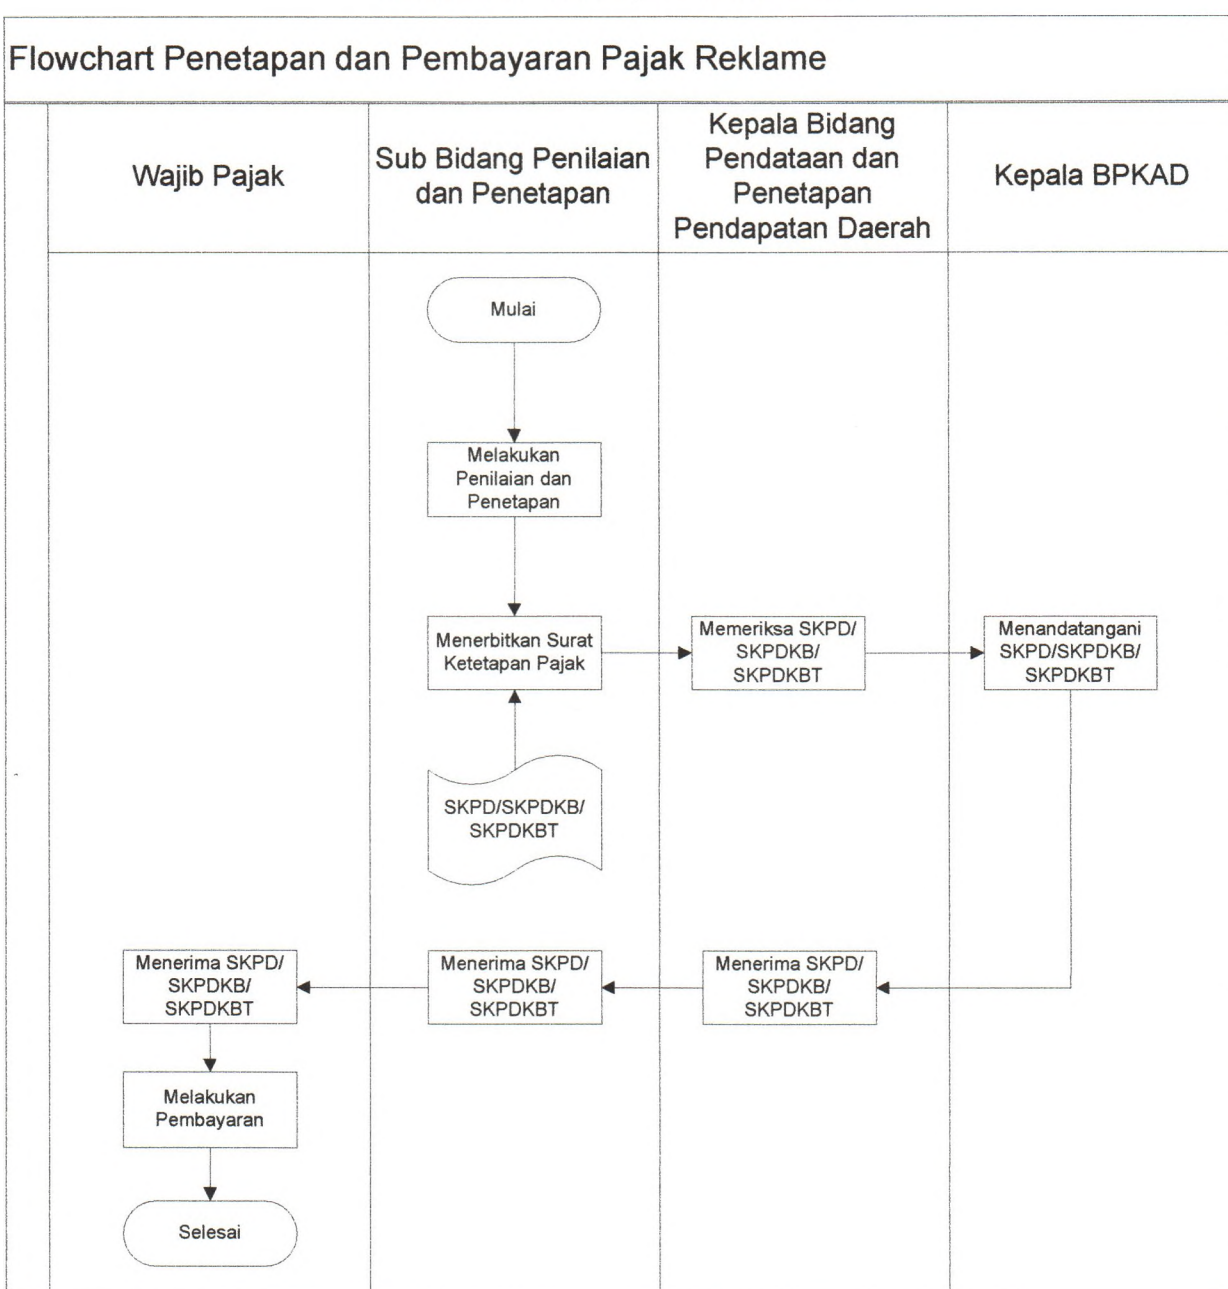 Flowchart Penetapan dan Pembayaran Pajak Reklame
Wajib Pajak
Sub Bidang Penilaian
dan Penetapan
Kepala Bidang
Pendataan dan
Penetapan
Pendapatan Daerah
Kepala BPKAD
Mulai
Melakukan
Penilaian dan
Penetapan
Menerbitkan Surat
Ketetapan Pajak
Memeriksa SKPD/
SKPDKB/
SKPDKBT
Menandatangani
SKPD/SKPDKB/
SKPDKBT
SKPD/SKPDKB/
SKPDKBT
Menerima SKPD/
SKPDKB/
SKPDKBT
Menerima SKPD/
SKPDKB/
SKPDKBT
Menerima SKPD/
SKPDKB/
SKPDKBT
Melakukan
Pembayaran
Selesai